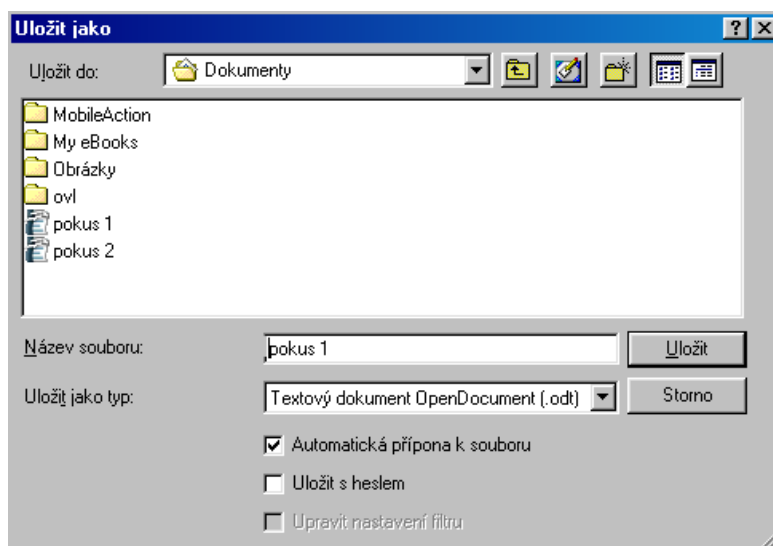 Uložit jako
Uložit do: Dokumenty
MobileAction
My eBooks
Obrázky
ovl
pokus 1
pokus 2
Název souboru: pokus 1 Uložit
Uložit jako typ: Textový dokument OpenDocument (.odt) Storno
Automatická přípona k souboru
Uložit s heslem
Upravit nastavení filtru